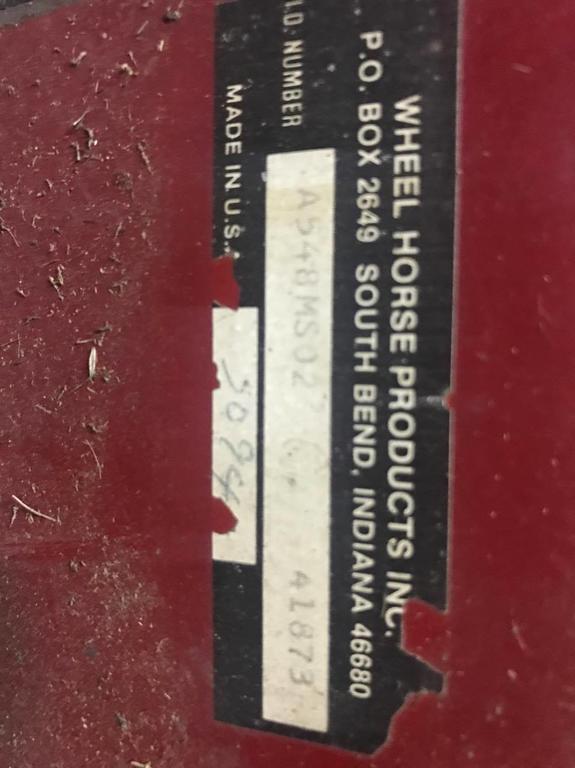 WHEEL HORSE PRODUCTS INC.
P.O. BOX 2649 SOUTH BEND, INDIANA 46680
I.D. NUMBER
A548MS02 41873
MADE IN U.S.